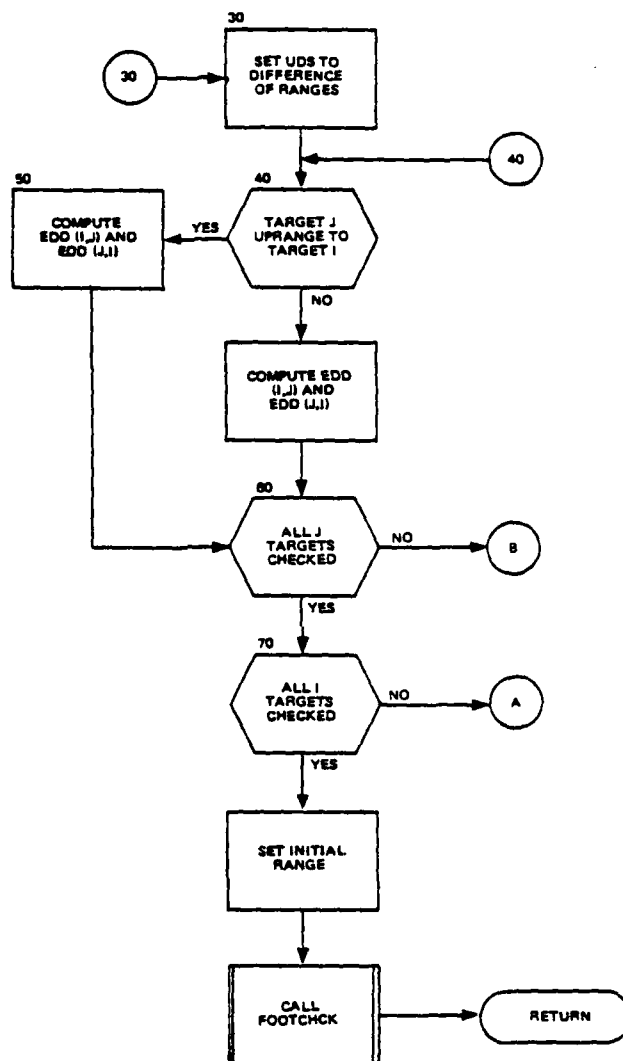 30
SET UDS TO
DIFFERENCE
OF RANGES
30
40
50
40
COMPUTE
EDD (I,J) AND
EDD (J,I)
YES
TARGET J
UPRANGE TO
TARGET I
NO
COMPUTE EDD
(I,J) AND
EDD (J,I)
60
ALL J
TARGETS
CHECKED
NO
B
YES
70
ALL I
TARGETS
CHECKED
NO
A
YES
SET INITIAL
RANGE
CALL
FOOTCHCK
RETURN